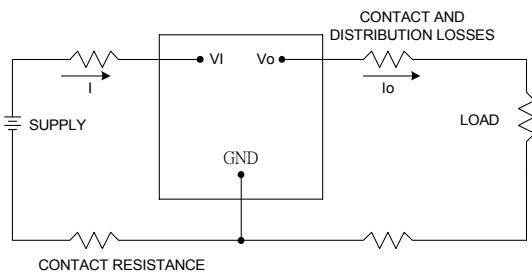 CONTACT AND
DISTRIBUTION LOSSES
VI
Vo
I
Io
SUPPLY
LOAD
GND
CONTACT RESISTANCE